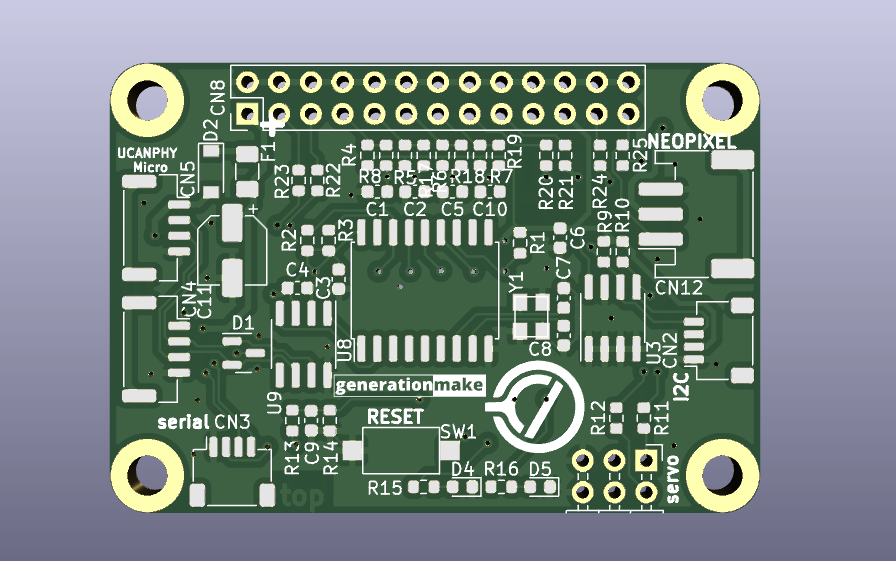 CN8
D2
F1
UCANPHY
Micro
CN5
R23
R22
R4
R19
R8
R5
R17
R6
R18
R7
C1
C2
C5
C10
R20
R21
R24
R25
NEOPIXEL
R9
R10
R2
R3
R1
C6
C7
C4
C3
Y1
CN12
CN4
C11
D1
U8
C8
U3
CN2
I2C
U9
generationmake
RESET
SW1
serial CN3
R13
C9
R14
R12
R11
R15
D4
R16
D5
servo
top